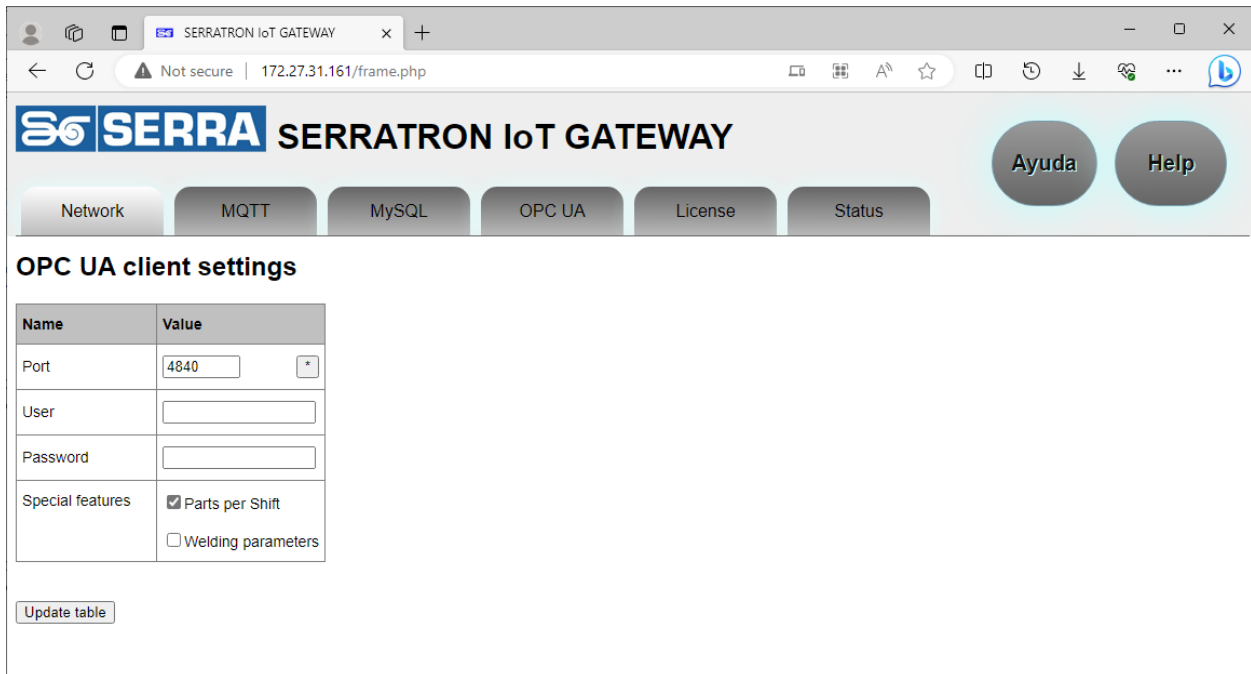 SERRATRON IoT GATEWAY
Not secure 172.27.31.161/frame.php
SERRA SERRATRON IoT GATEWAY
Ayuda Help
Network MQTT MySQL OPC UA License Status
OPC UA client settings
Name Value
Port 4840 *
User
Password
Special features Parts per Shift
Welding parameters
Update table